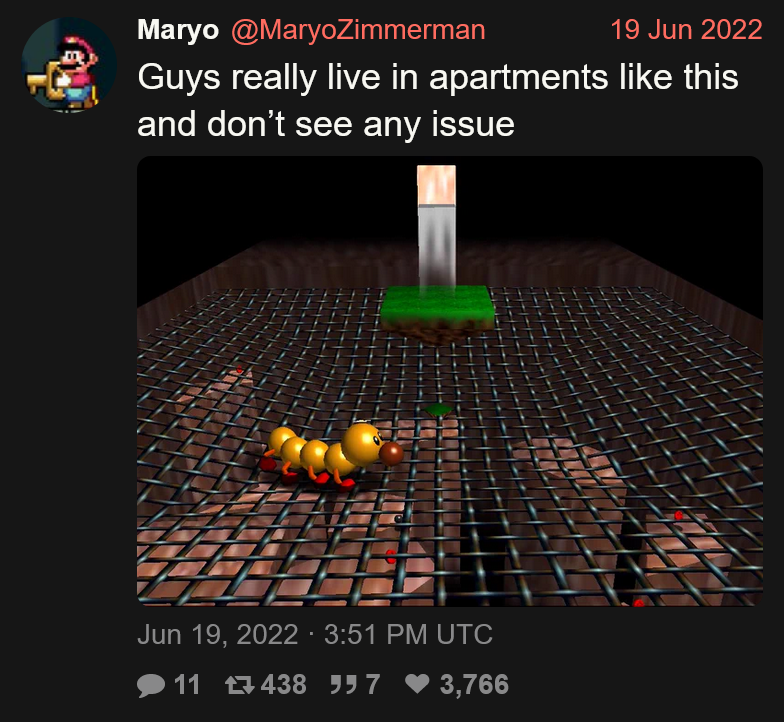 Maryo @MaryoZimmerman 19 Jun 2022
Guys really live in apartments like this
and don’t see any issue
Jun 19, 2022 · 3:51 PM UTC
11 438 7 3,766